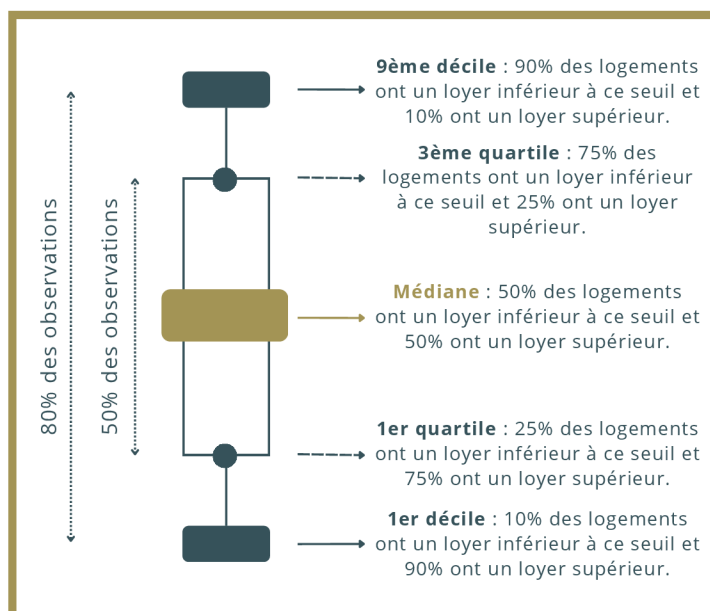 9ème décile : 90% des logements
ont un loyer inférieur à ce seuil et
10% ont un loyer supérieur.
3ème quartile : 75% des
logements ont un loyer inférieur
à ce seuil et 25% ont un loyer
supérieur.
80% des observations
50% des observations
Médiane : 50% des logements
ont un loyer inférieur à ce seuil et
50% ont un loyer supérieur.
1er quartile : 25% des logements
ont un loyer inférieur à ce seuil et
75% ont un loyer supérieur.
1er décile : 10% des logements
ont un loyer inférieur à ce seuil et
90% ont un loyer supérieur.